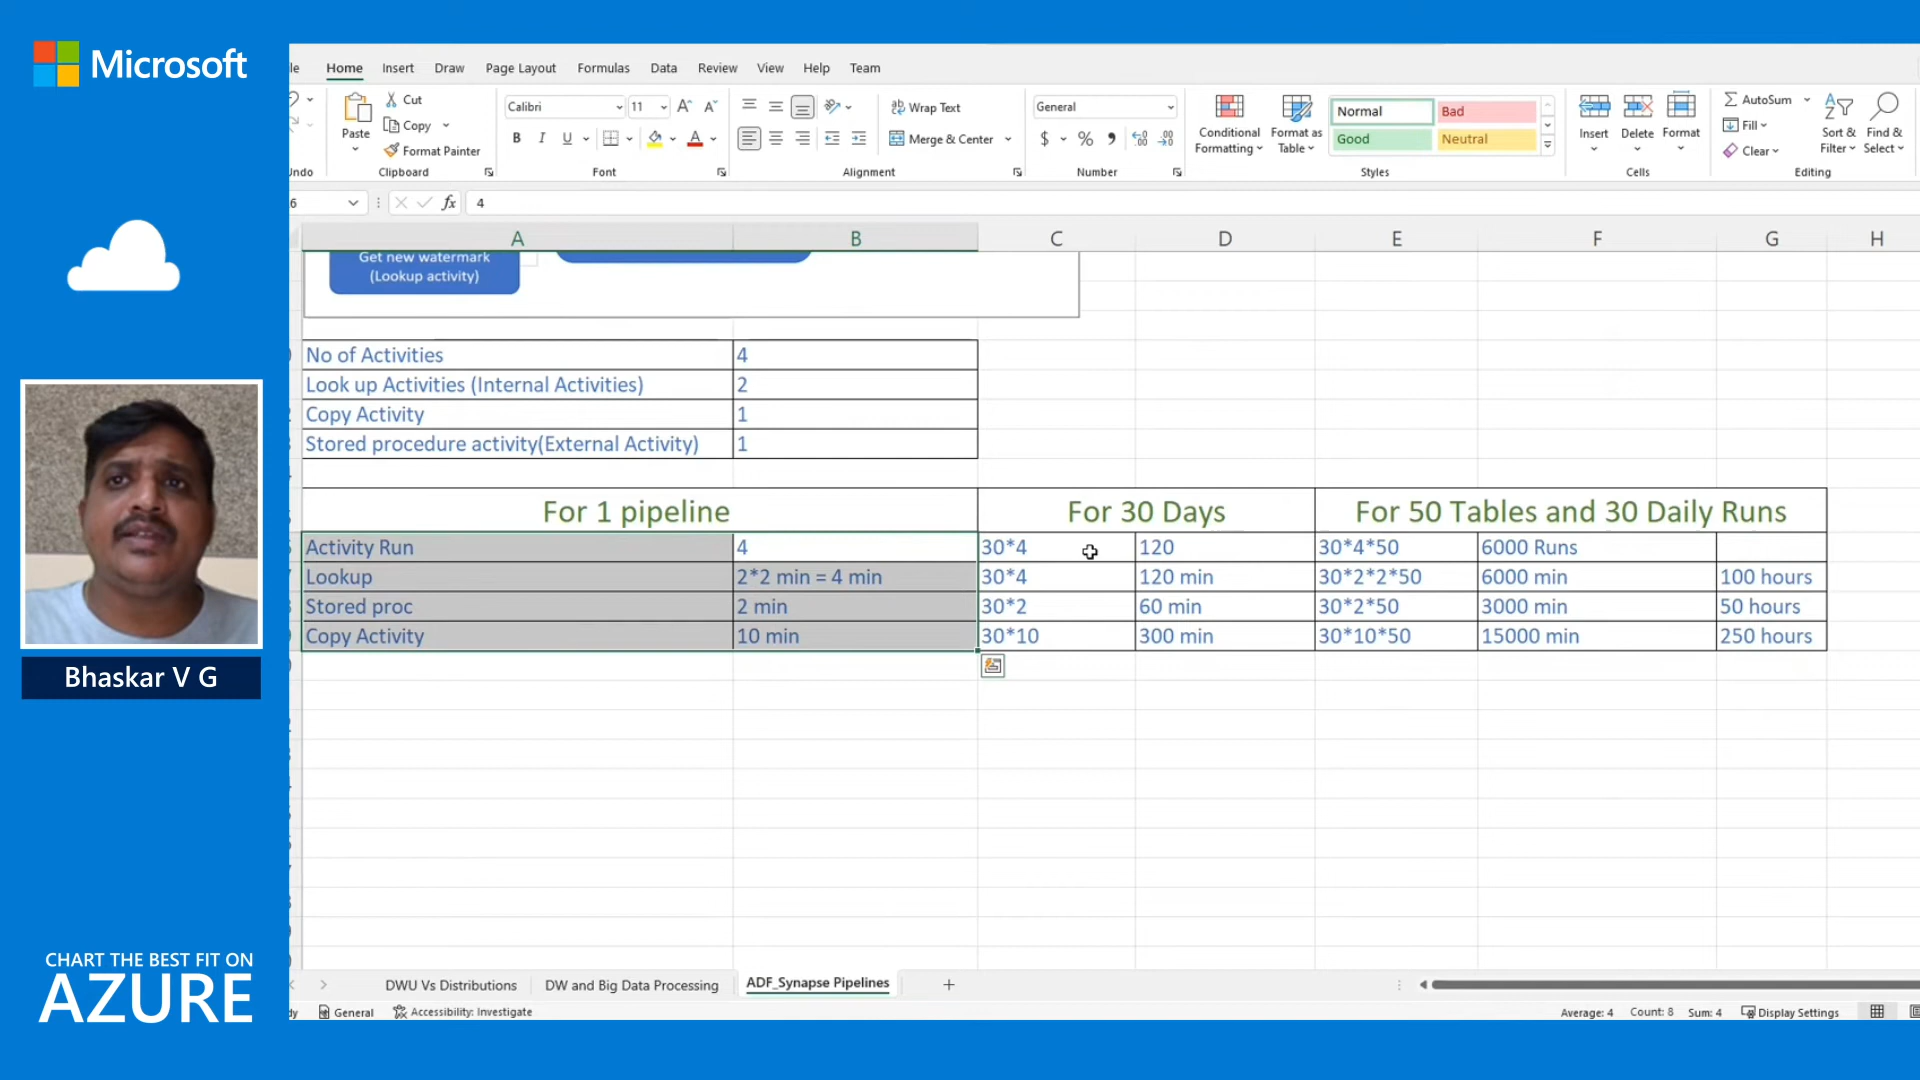 Microsoft
le Home Insert Draw Page Layout Formulas Data Review View Help Team
Paste
Cut
Copy
Format Painter
Calibri 11
B I U
Wrap Text
Merge & Center
General
$ % 9
Conditional Formatting
Format as Table
Normal Bad
Good Neutral
Insert Delete Format
AutoSum
Fill
Clear
Sort & Filter
Find & Select
ndo Clipboard Font Alignment Number Styles Cells Editing
6 fx 4
A B C D E F G H
Get new watermark
(Lookup activity)
No of Activities 4
Look up Activities (Internal Activities) 2
Copy Activity 1
Stored procedure activity(External Activity) 1
For 1 pipeline For 30 Days For 50 Tables and 30 Daily Runs
Activity Run 4 30*4 120 30*4*50 6000 Runs
Lookup 2*2 min = 4 min 30*4 120 min 30*2*2*50 6000 min 100 hours
Stored proc 2 min 30*2 60 min 30*2*50 3000 min 50 hours
Copy Activity 10 min 30*10 300 min 30*10*50 15000 min 250 hours
Bhaskar V G
CHART THE BEST FIT ON
AZURE
DWU Vs Distributions DW and Big Data Processing ADF_Synapse Pipelines
dy General Accessibility: Investigate Average: 4 Count: 8 Sum: 4 Display Settings